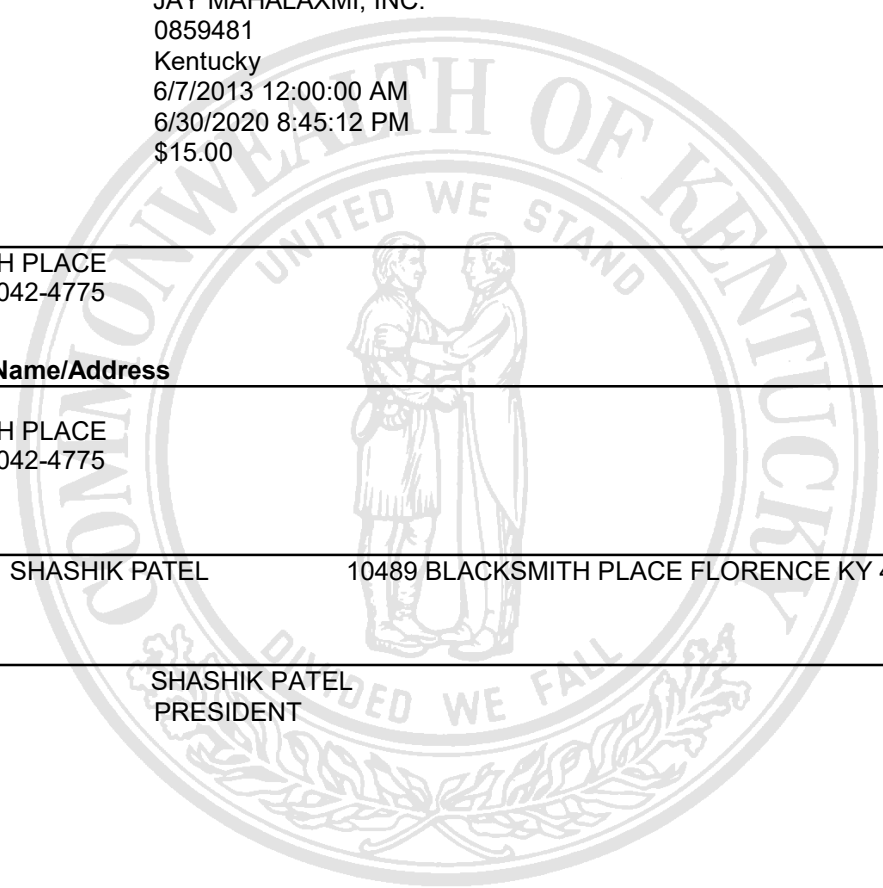 JAY MAHALAXMI, INC.
0859481
Kentucky
6/7/2013 12:00:00 AM
6/30/2020 8:45:12 PM
$15.00
COMMONWEALTH OF KENTUCKY
UNITED WE STAND
H PLACE
042-4775
Name/Address
H PLACE
042-4775
SHASHIK PATEL 10489 BLACKSMITH PLACE FLORENCE KY 4
SHASHIK PATEL
PRESIDENT
DIVIDED WE FALL